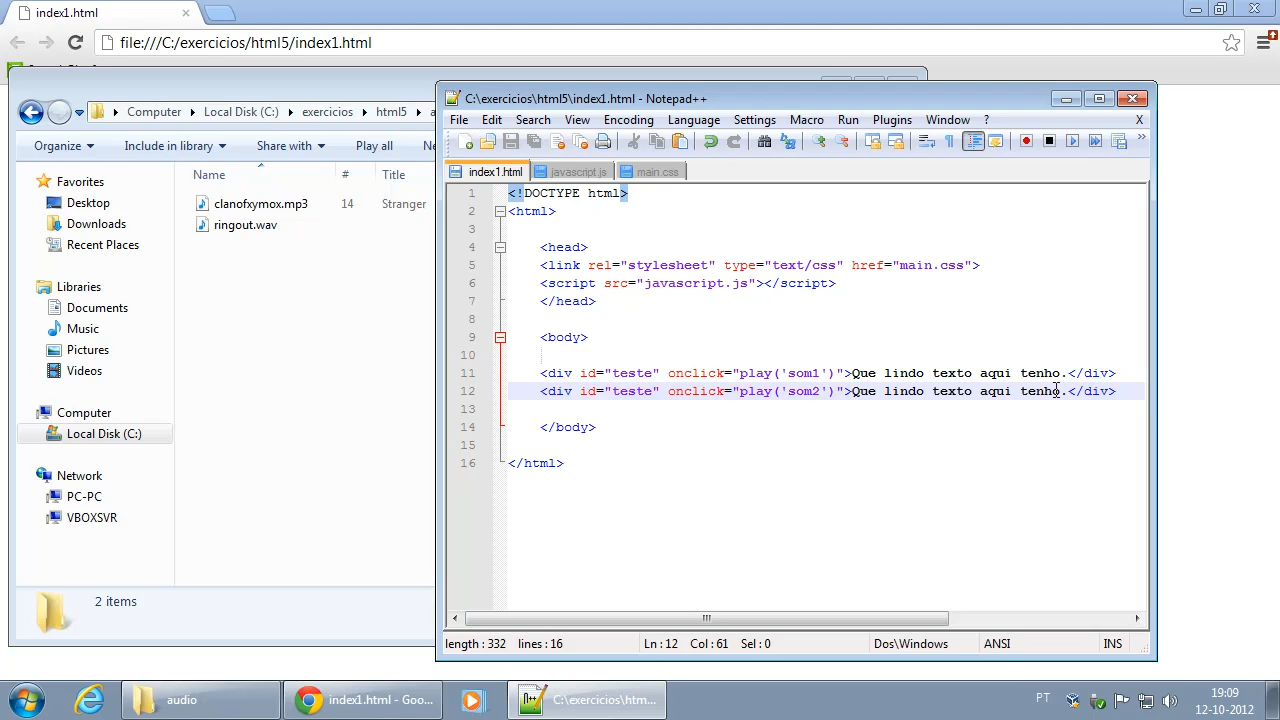 index1.html
file:///C:/exercicios/html5/index1.html
Computer
Local Disk (C:)
exercicios
html5
Organize
Include in library
Share with
Play all
Favorites
Desktop
Downloads
Recent Places
Libraries
Documents
Music
Pictures
Videos
Computer
Local Disk (C:)
Network
PC-PC
VBOXSVR
Name # Title
clanofxymox.mp3 14 Stranger
ringout.wav
2 items
C:\exercicios\html5\index1.html - Notepad++
File Edit Search View Encoding Language Settings Macro Run Plugins Window ? X
index1.html javascript.js main.css
1 <!DOCTYPE html>
2 <html>
3
4 <head>
5 <link rel="stylesheet" type="text/css" href="main.css">
6 <script src="javascript.js"></script>
7 </head>
8
9 <body>
10
11 <div id="teste" onclick="play('som1')">Que lindo texto aqui tenho.</div>
12 <div id="teste" onclick="play('som2')">Que lindo texto aqui tenho.</div>
13
14 </body>
15
16 </html>
length : 332 lines : 16 Ln : 12 Col : 61 Sel : 0 Dos\Windows ANSI INS
audio
index1.html - Goo...
C:\exercicios\htm...
PT
19:09
12-10-2012